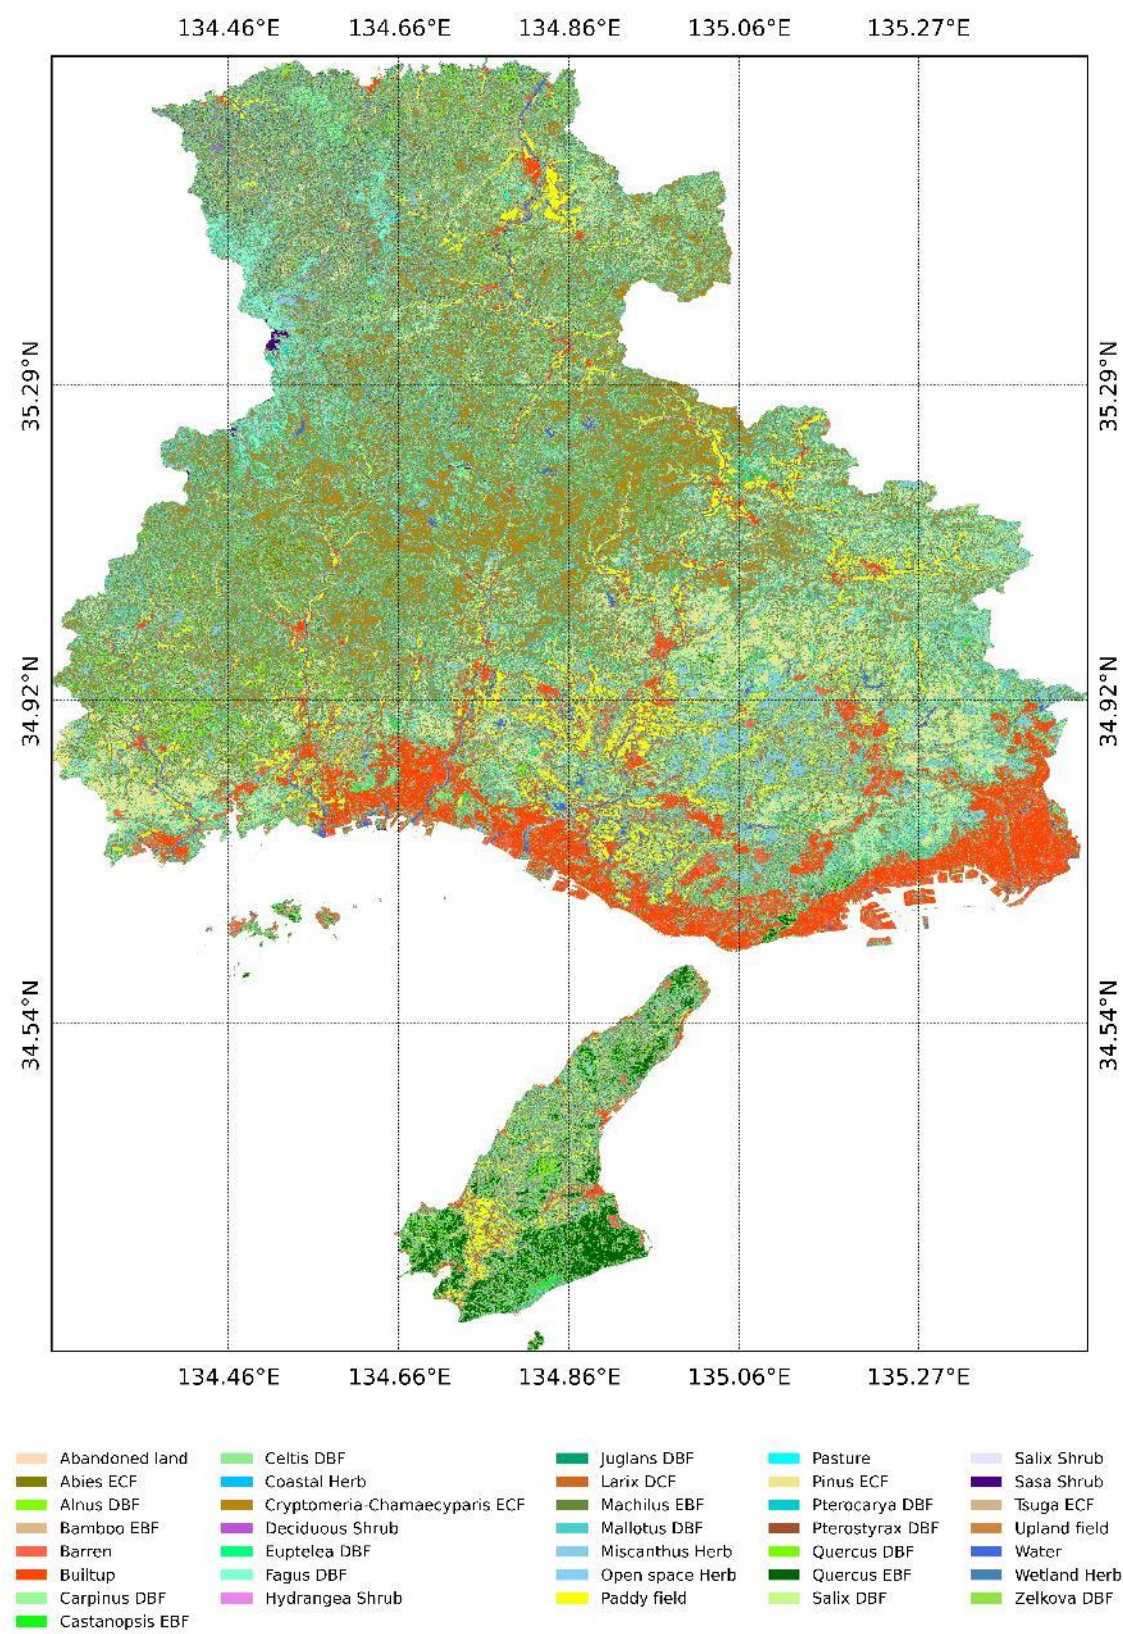 134.46°E 134.66°E 134.86°E 135.06°E 135.27°E
35.29°N 35.29°N
34.92°N 34.92°N
34.54°N 34.54°N
134.46°E 134.66°E 134.86°E 135.06°E 135.27°E
Abandoned land
Abies ECF
Alnus DBF
Bamboo EBF
Barren
Builtup
Carpinus DBF
Castanopsis EBF
Celtis DBF
Coastal Herb
Cryptomeria-Chamaecyparis ECF
Deciduous Shrub
Euptelea DBF
Fagus DBF
Hydrangea Shrub
Juglans DBF
Larix DCF
Machilus EBF
Mallotus DBF
Miscanthus Herb
Open space Herb
Paddy field
Pasture
Pinus ECF
Pterocarya DBF
Pterostyrax DBF
Quercus DBF
Quercus EBF
Salix DBF
Salix Shrub
Sasa Shrub
Tsuga ECF
Upland field
Water
Wetland Herb
Zelkova DBF